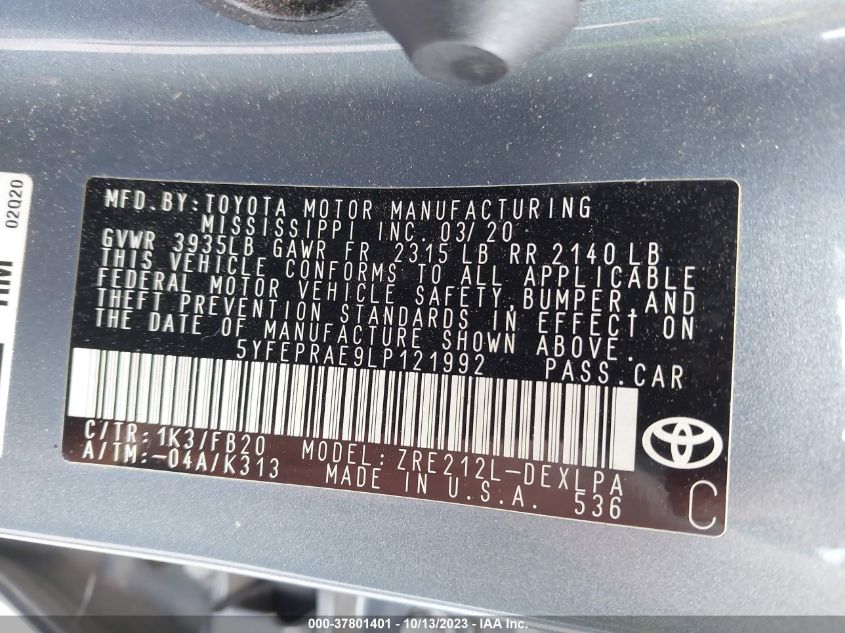 MFD.BY:TOYOTA MOTOR MANUFACTURING
MISSISSIPPI INC. 03/20
GVWR 3935LB GAWR FR 2315 LB RR 2140 LB
THIS VEHICLE CONFORMS TO ALL APPLICABLE
FEDERAL MOTOR VEHICLE SAFETY, BUMPER, AND
THEFT PREVENTION STANDARDS IN EFFECT ON
THE DATE OF MANUFACTURE SHOWN ABOVE.
5YFEPRAE9LP121992 PASS.CAR
C/TR:1K3/FB20 MODEL:ZRE212L-DEXLPA
A/TM:-04A/K313 MADE IN U.S.A. 536
C
02Q20
000-37801401 - 10/13/2023 - IAAI.com